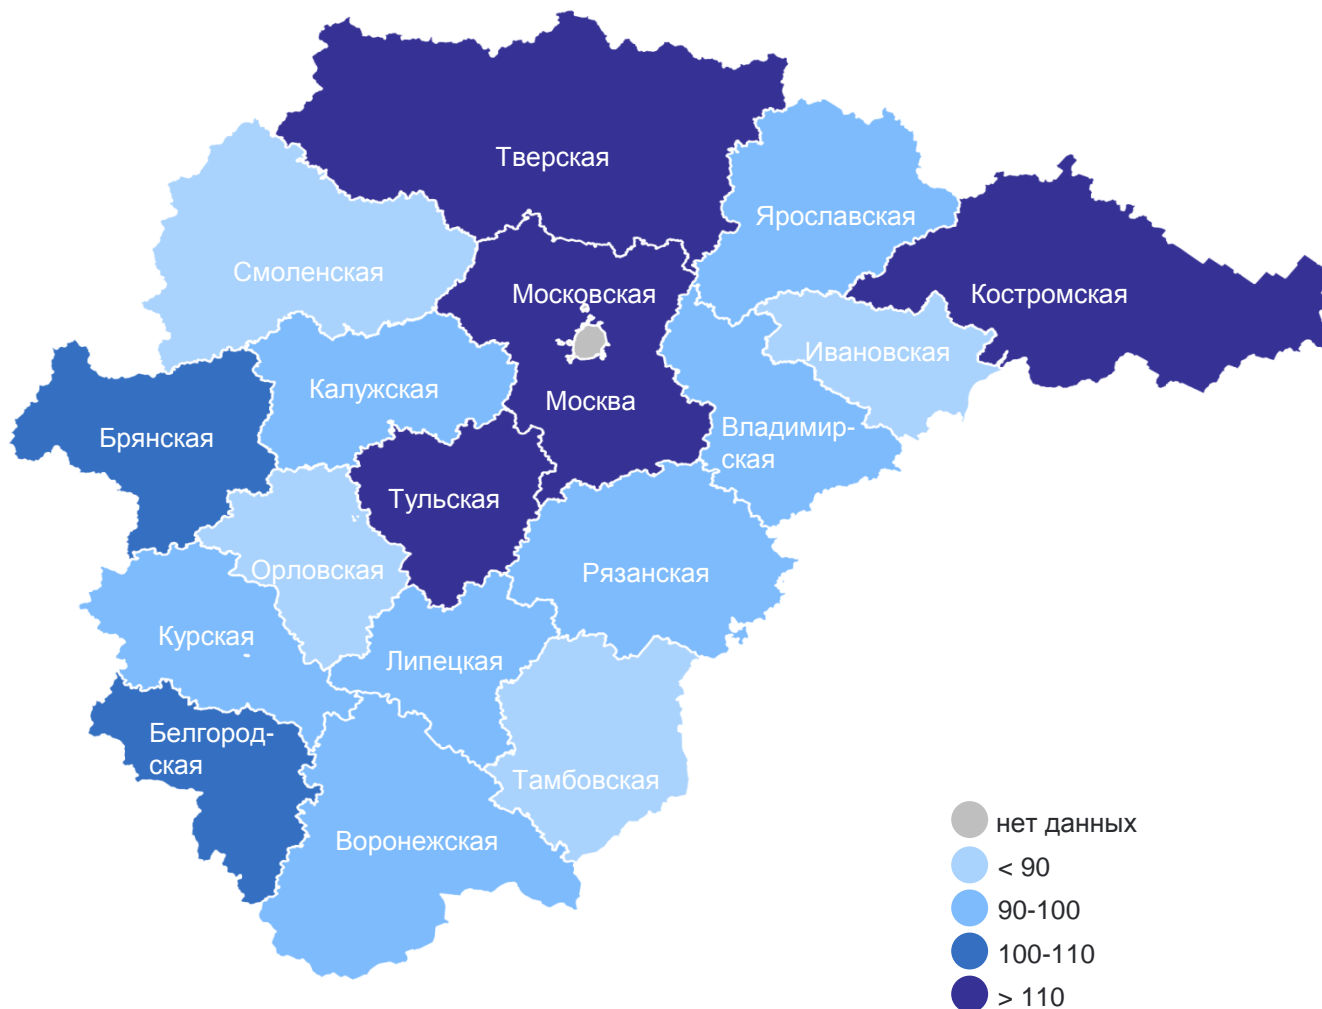 Тверская
Ярославская
Смоленская
Московская
Костромская
Ивановская
Калужская
Москва
Брянская
Владимир-
ская
Тульская
Орловская
Рязанская
Курская
Липецкая
Белгород-
ская
Тамбовская
Воронежская
нет данных
< 90
90-100
100-110
> 110